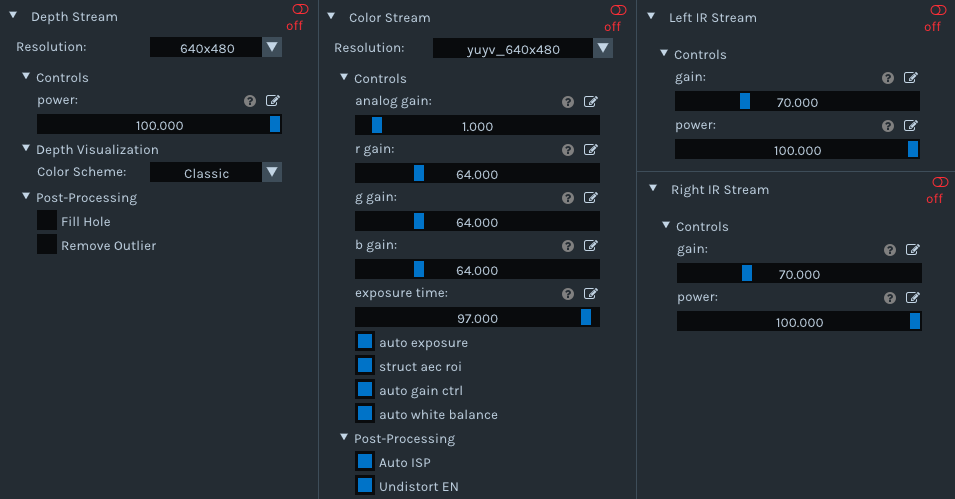 Depth Stream
off
Resolution:
640x480
Controls
power:
?
100.000
Depth Visualization
Color Scheme:
Classic
Post-Processing
Fill Hole
Remove Outlier
Color Stream
off
Resolution:
yuyv_640x480
Controls
analog gain:
?
1.000
r gain:
?
64.000
g gain:
?
64.000
b gain:
?
64.000
exposure time:
?
97.000
auto exposure
struct aec roi
auto gain ctrl
auto white balance
Post-Processing
Auto ISP
Undistort EN
Left IR Stream
off
Controls
gain:
?
70.000
power:
?
100.000
Right IR Stream
off
Controls
gain:
?
70.000
power:
?
100.000